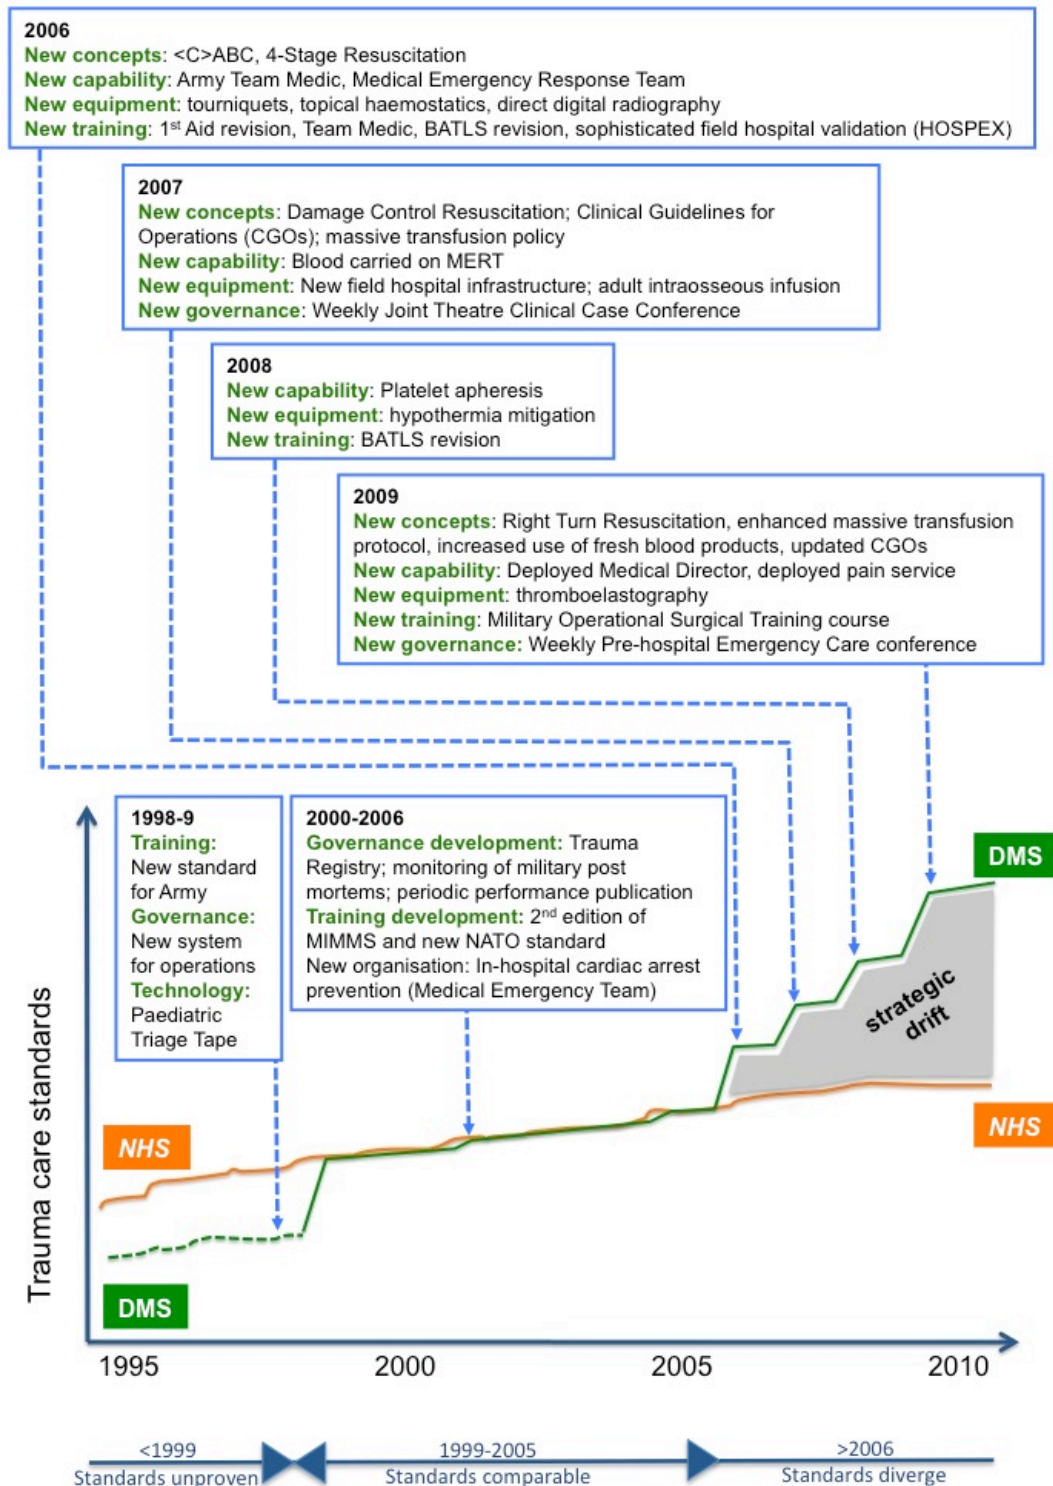 2006
New concepts: <C>ABC, 4-Stage Resuscitation
New capability: Army Team Medic, Medical Emergency Response Team
New equipment: tourniquets, topical haemostatics, direct digital radiography
New training: 1st Aid revision, Team Medic, BATLS revision, sophisticated field hospital validation (HOSPEX)
2007
New concepts: Damage Control Resuscitation; Clinical Guidelines for
Operations (CGOs); massive transfusion policy
New capability: Blood carried on MERT
New equipment: New field hospital infrastructure; adult intraosseous infusion
New governance: Weekly Joint Theatre Clinical Case Conference
2008
New capability: Platelet apheresis
New equipment: hypothermia mitigation
New training: BATLS revision
2009
New concepts: Right Turn Resuscitation, enhanced massive transfusion
protocol, increased use of fresh blood products, updated CGOs
New capability: Deployed Medical Director, deployed pain service
New equipment: thromboelastography
New training: Military Operational Surgical Training course
New governance: Weekly Pre-hospital Emergency Care conference
1998-9
Training:
New standard
for Army
Governance:
New system
for operations
Technology:
Paediatric
Triage Tape
2000-2006
Governance development: Trauma
Registry; monitoring of military post
mortems; periodic performance publication
Training development: 2nd edition of
MIMMS and new NATO standard
New organisation: In-hospital cardiac arrest
prevention (Medical Emergency Team)
DMS
strategic
drift
NHS
NHS
DMS
Trauma care standards
1995
2000
2005
2010
<1999
Standards unproven
1999-2005
Standards comparable
>2006
Standards diverge